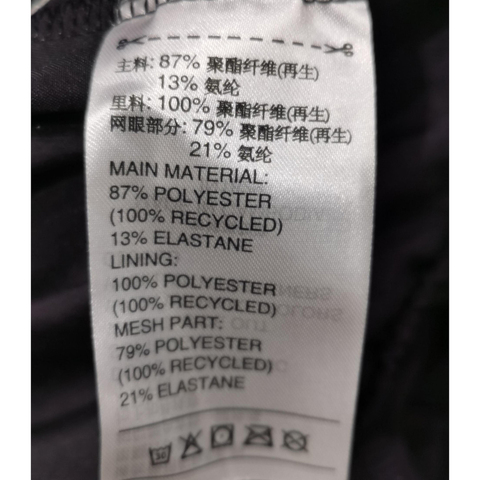 主料: 87% 聚酯纤维(再生)
13% 氨纶
里料: 100% 聚酯纤维(再生)
网眼部分: 79% 聚酯纤维(再生)
21% 氨纶
MAIN MATERIAL:
87% POLYESTER
(100% RECYCLED)
13% ELASTANE
LINING:
100% POLYESTER
(100% RECYCLED)
MESH PART:
79% POLYESTER
(100% RECYCLED)
21% ELASTANE